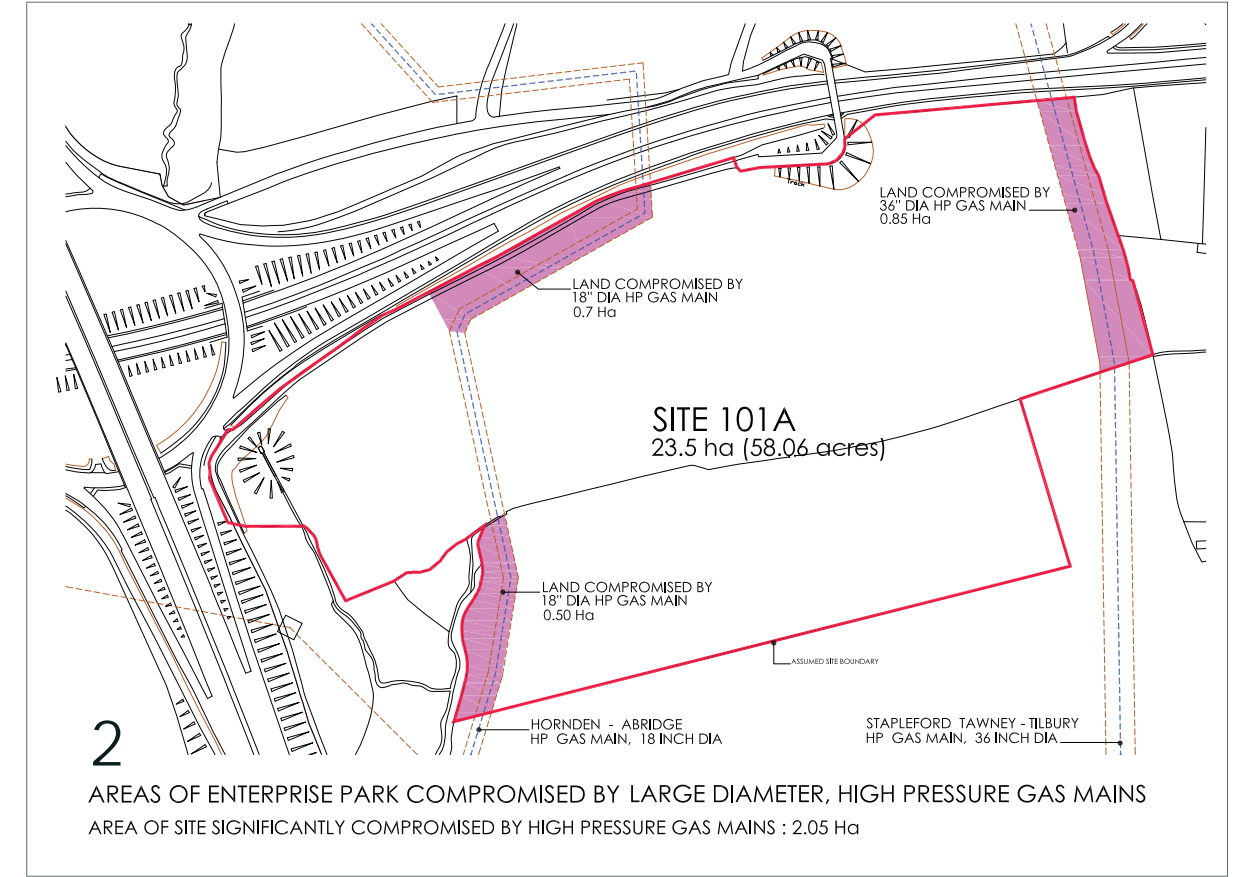 Track
LAND COMPROMISED BY
36" DIA HP GAS MAIN
0.85 Ha
LAND COMPROMISED BY
18" DIA HP GAS MAIN
0.7 Ha
SITE 101A
23.5 ha (58.06 acres)
LAND COMPROMISED BY
18" DIA HP GAS MAIN
0.50 Ha
ASSUMED SITE BOUNDARY
HORNDEN - ABRIDGE
HP GAS MAIN, 18 INCH DIA
STAPLEFORD TAWNEY - TILBURY
HP GAS MAIN, 36 INCH DIA
2
AREAS OF ENTERPRISE PARK COMPROMISED BY LARGE DIAMETER, HIGH PRESSURE GAS MAINS
AREA OF SITE SIGNIFICANTLY COMPROMISED BY HIGH PRESSURE GAS MAINS : 2.05 Ha